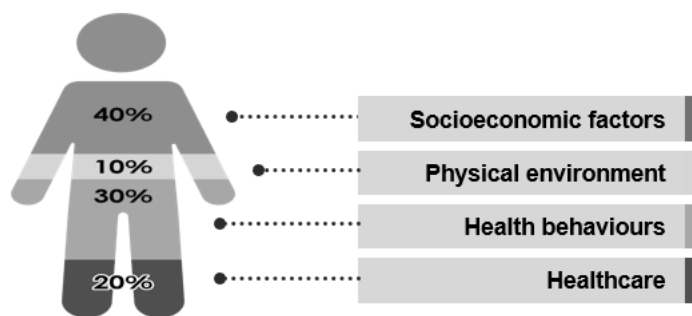 40%
Socioeconomic factors
10%
Physical environment
30%
Health behaviours
20%
Healthcare